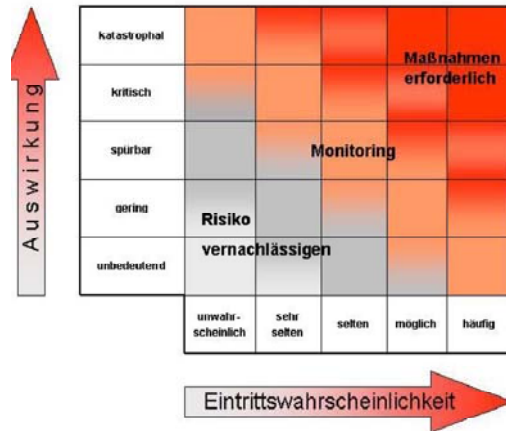 Auswirkung
katastrophal
kritisch
spürbar
gering
unbedeutend
Maßnahmen
erforderlich
Monitoring
Risiko
vernachlässigen
unwahr-
scheinlich
sehr
selten
selten
möglich
häufig
Eintrittswahrscheinlichkeit